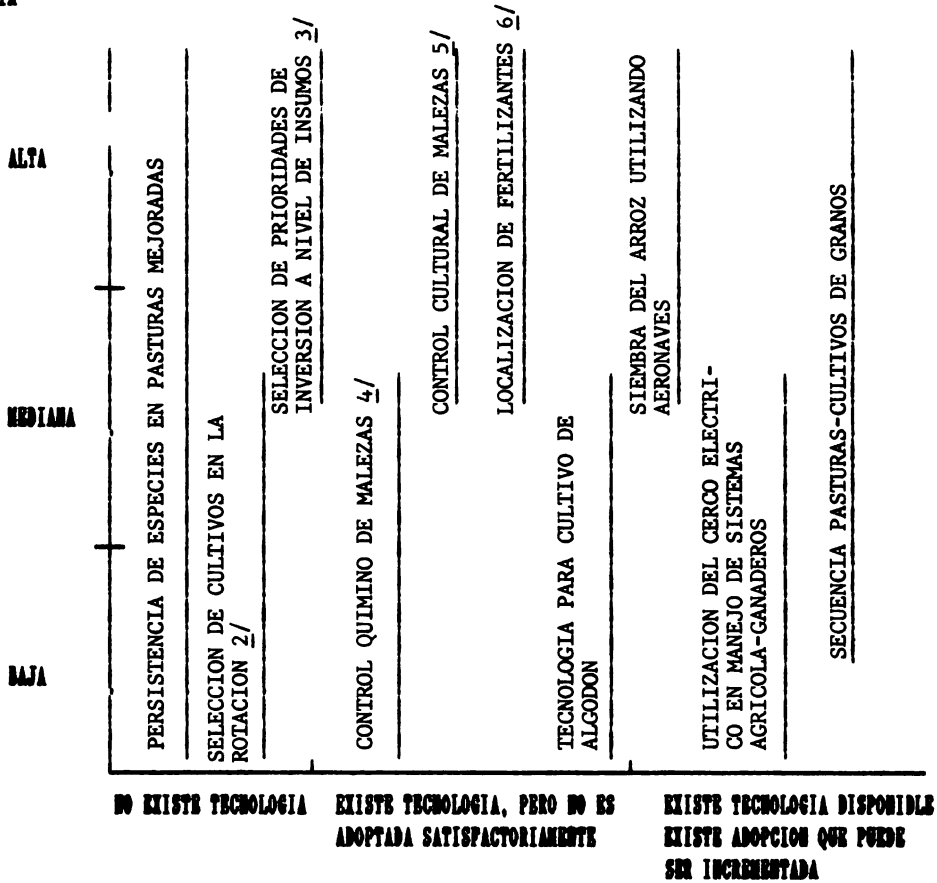 ALTA
MEDIANA
BAJA
PERSISTENCIA DE ESPECIES EN PASTURAS MEJORADAS
SELECCION DE CULTIVOS EN LA
ROTACION 2/
SELECCION DE PRIORIDADES DE
INVERSION A NIVEL DE INSUMOS 3/
CONTROL QUIMINO DE MALEZAS 4/
CONTROL CULTURAL DE MALEZAS 5/
LOCALIZACION DE FERTILIZANTES 6/
TECNOLOGIA PARA CULTIVO DE
ALGODON
SIEMBRA DEL ARROZ UTILIZANDO
AERONAVES
UTILIZACION DEL CERCO ELECTRI-
CO EN MANEJO DE SISTEMAS
AGRICOLA-GANADEROS
SECUENCIA PASTURAS-CULTIVOS DE GRANOS
NO EXISTE TECNOLOGIA
EXISTE TECNOLOGIA, PERO NO ES
ADOPTADA SATISFACTORIAMENTE
EXISTE TECNOLOGIA DISPONIBLE
EXISTE ADOPCION QUE PUEDE
SER INCREMENTADA